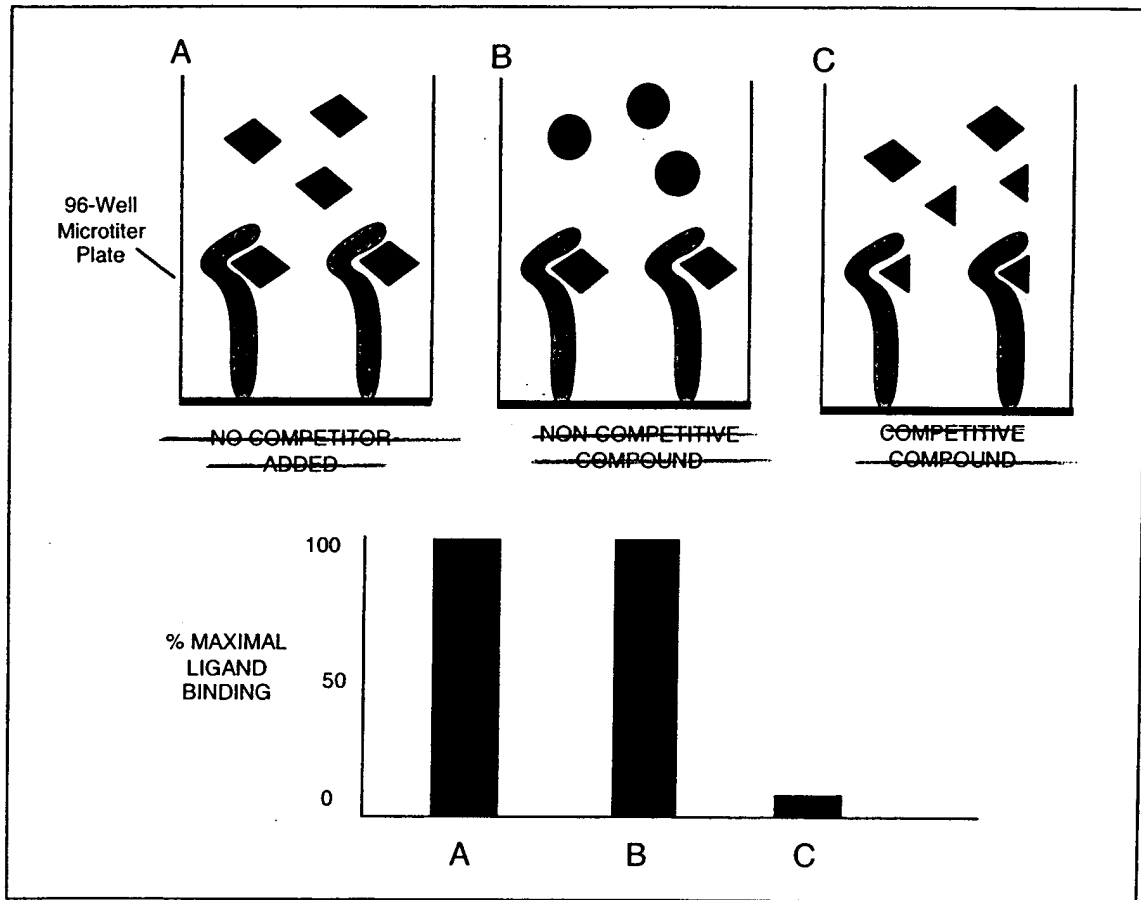 A
B
C
96-Well
Microtiter
Plate
NO COMPETITOR
ADDED
NON COMPETITIVE
COMPOUND
COMPETITIVE
COMPOUND
100
% MAXIMAL
LIGAND
BINDING
50
0
A
B
C